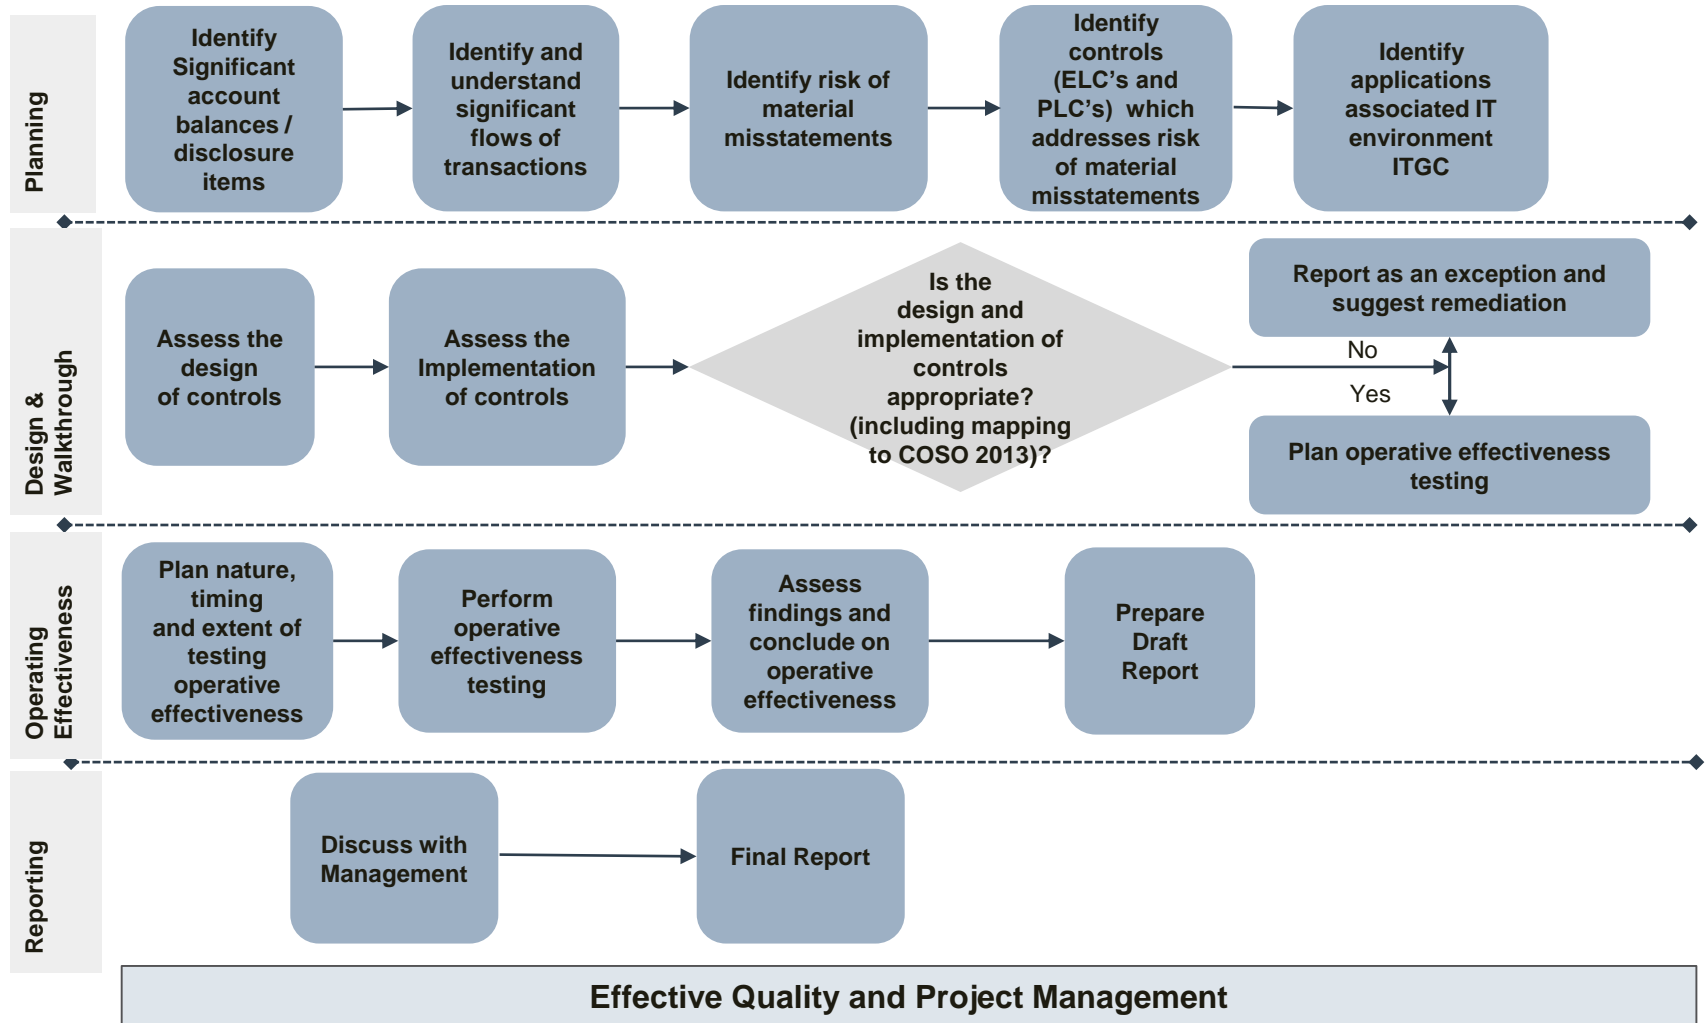 Planning
Identify
Significant
account
balances /
disclosure
items
Identify and
understand
significant
flows of
transactions
Identify risk of
material
misstatements
Identify
controls
(ELC’s and
PLC’s)  which
addresses risk
of material
misstatements
Identify
applications
associated IT
environment
ITGC
Design &
Walkthrough
Assess the
design
of controls
Assess the
Implementation
of controls
Is the
design and
implementation of
controls
appropriate?
(including mapping
to COSO 2013)?
No
Yes
Report as an exception and
suggest remediation
Plan operative effectiveness
testing
Operating
Effectiveness
Plan nature,
timing
and extent of
testing
operative
effectiveness
Perform
operative
effectiveness
testing
Assess
findings and
conclude on
operative
effectiveness
Prepare
Draft
Report
Reporting
Discuss with
Management
Final Report
Effective Quality and Project Management